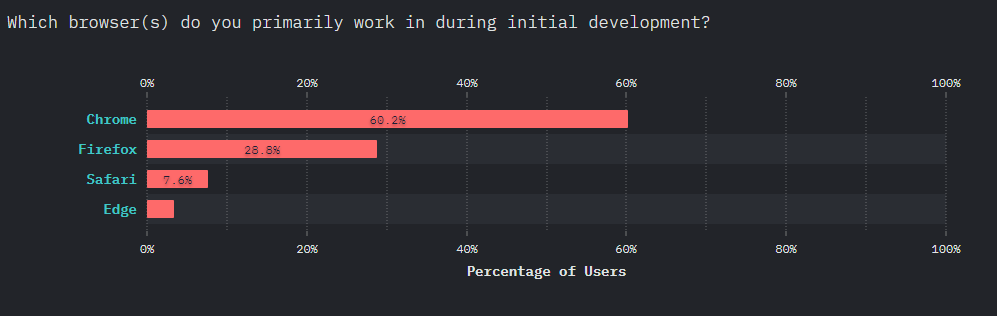 Which browser(s) do you primarily work in during initial development?
0% 20% 40% 60% 80% 100%
Chrome 60.2%
Firefox 28.8%
Safari 7.6%
Edge
0% 20% 40% 60% 80% 100%
Percentage of Users